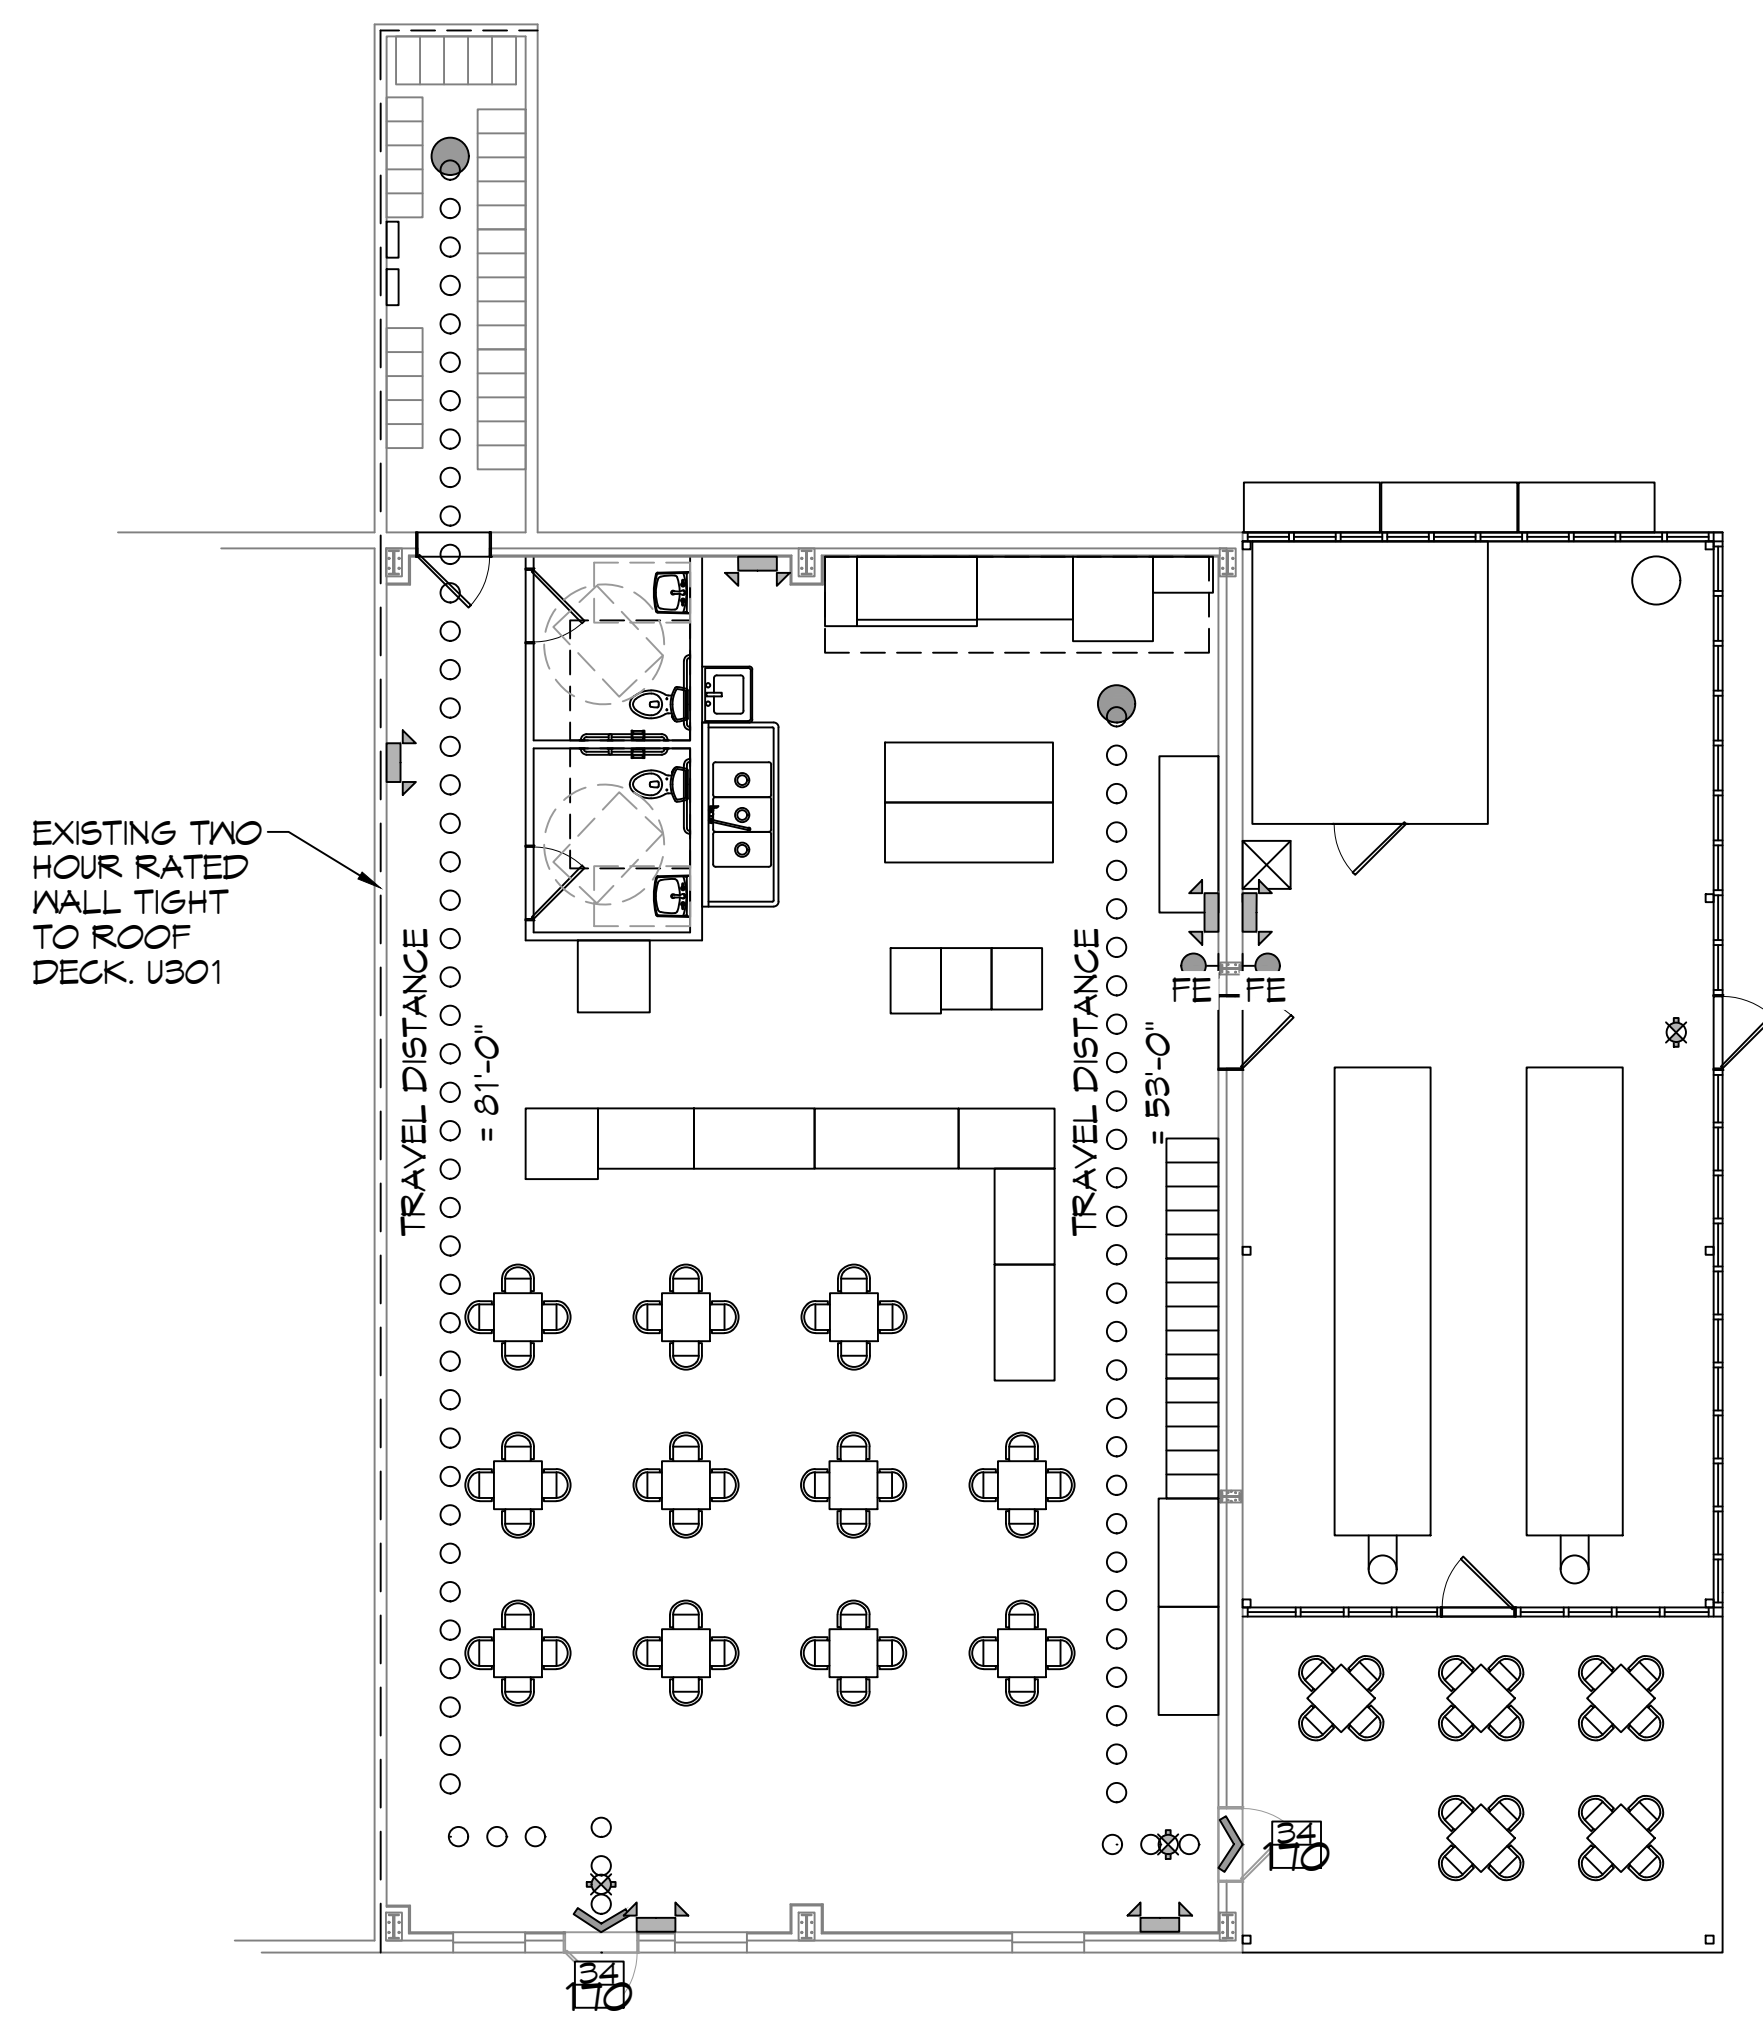 EXISTING TWO
HOUR RATED
WALL TIGHT
TO ROOF
DECK. U301
TRAVEL DISTANCE
= 81'-0"
TRAVEL DISTANCE
= 53'-0"
FE
FE
34
170
34
170